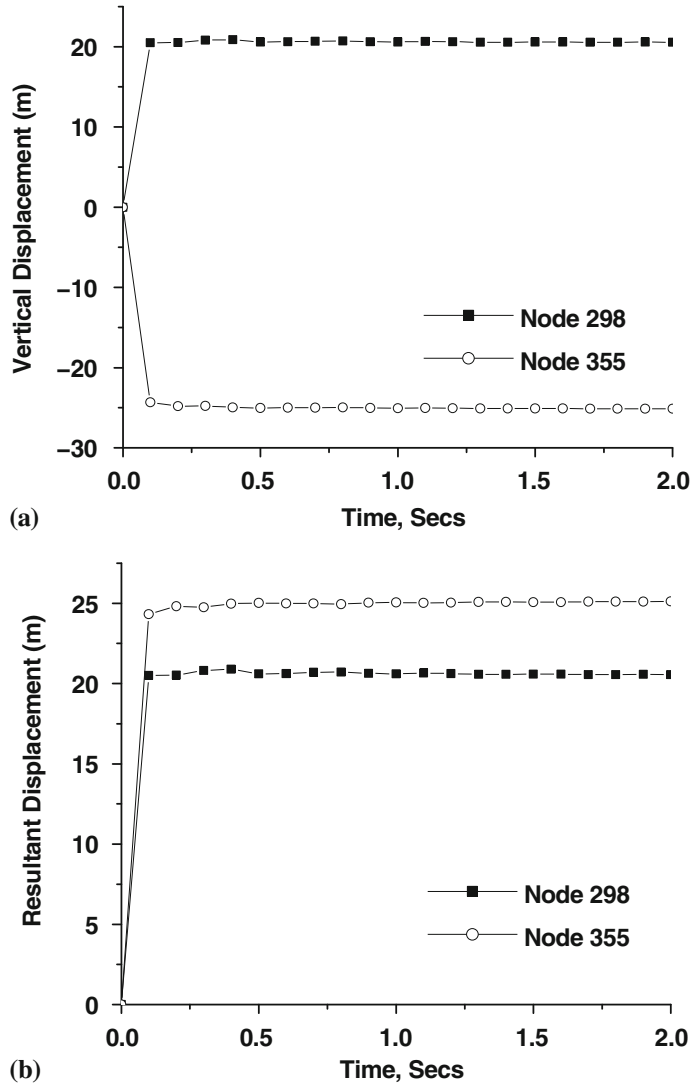 20
10
0
−10
−20
−30
Vertical Displacement (m)
Node 298
Node 355
0.0 0.5 1.0 1.5 2.0
(a) Time, Secs
25
20
15
10
5
0
Resultant Displacement (m)
Node 298
Node 355
0.0 0.5 1.0 1.5 2.0
(b) Time, Secs